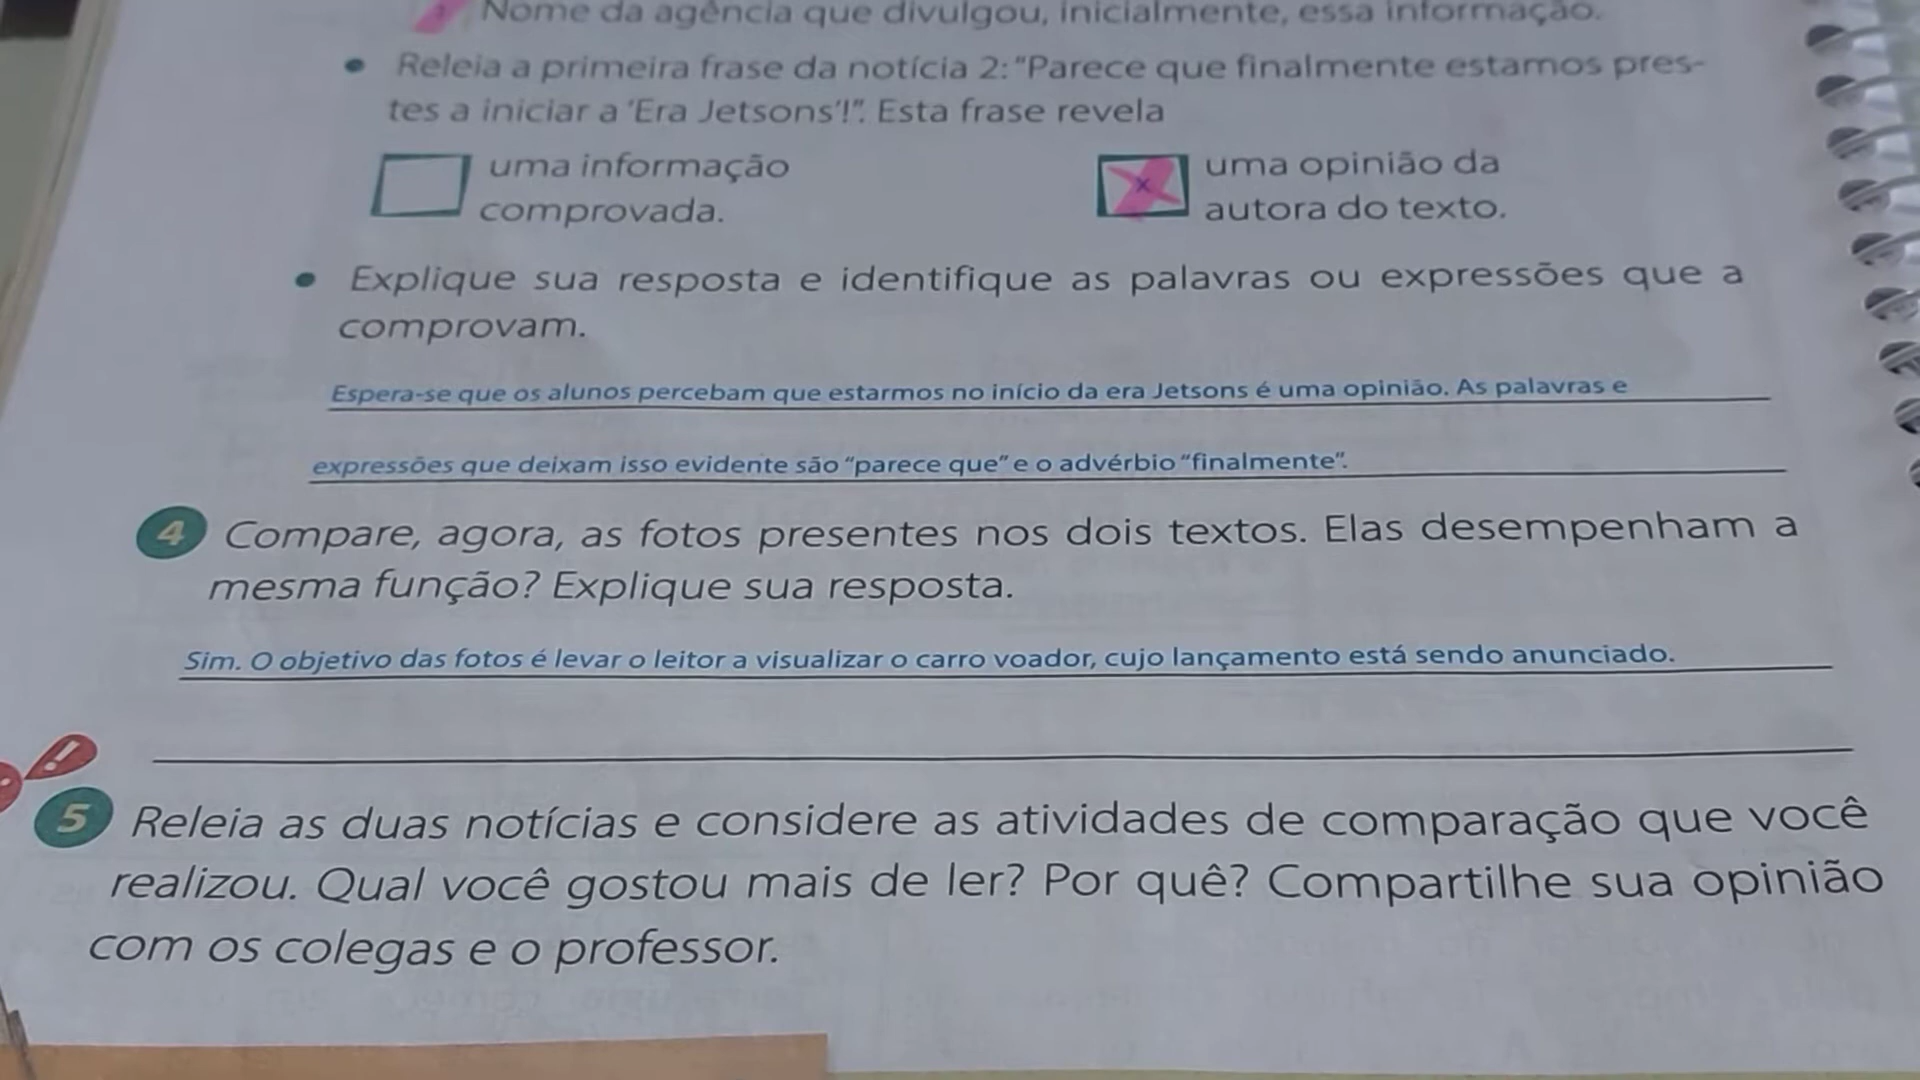 Nome da agência que divulgou, inicialmente, essa informação.
• Releia a primeira frase da notícia 2: "Parece que finalmente estamos pres-
tes a iniciar a 'Era Jetsons'!". Esta frase revela
uma informação
comprovada.
x uma opinião da
autora do texto.
• Explique sua resposta e identifique as palavras ou expressões que a
comprovam.
Espera-se que os alunos percebam que estarmos no início da era Jetsons é uma opinião. As palavras e
expressões que deixam isso evidente são "parece que" e o advérbio "finalmente".
4 Compare, agora, as fotos presentes nos dois textos. Elas desempenham a
mesma função? Explique sua resposta.
Sim. O objetivo das fotos é levar o leitor a visualizar o carro voador, cujo lançamento está sendo anunciado.
!
5 Releia as duas notícias e considere as atividades de comparação que você
realizou. Qual você gostou mais de ler? Por quê? Compartilhe sua opinião
com os colegas e o professor.